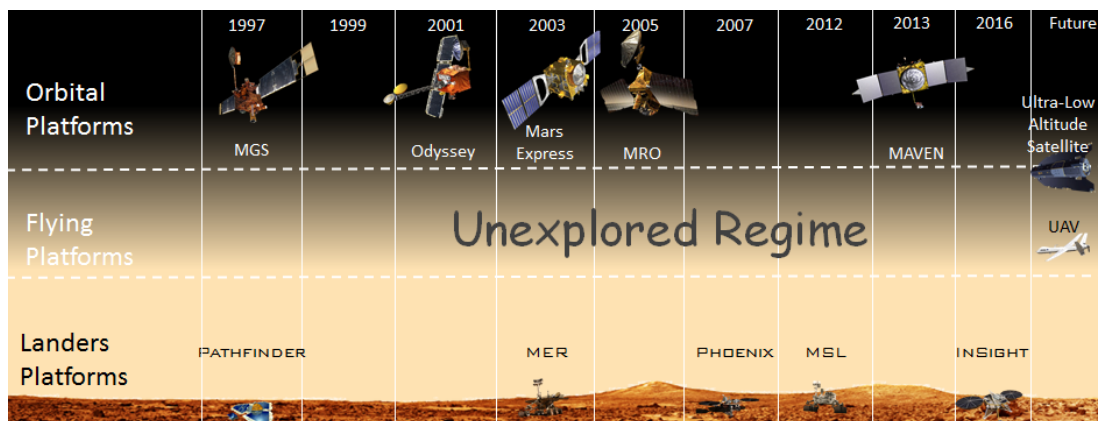 1997 1999 2001 2003 2005 2007 2012 2013 2016 Future
Orbital
Platforms
MGS
Odyssey
Mars
Express
MRO
MAVEN
Ultra-Low
Altitude
Satellite
Flying
Platforms
Unexplored Regime
UAV
Landers
Platforms
PATHFINDER
MER
PHOENIX
MSL
INSIGHT